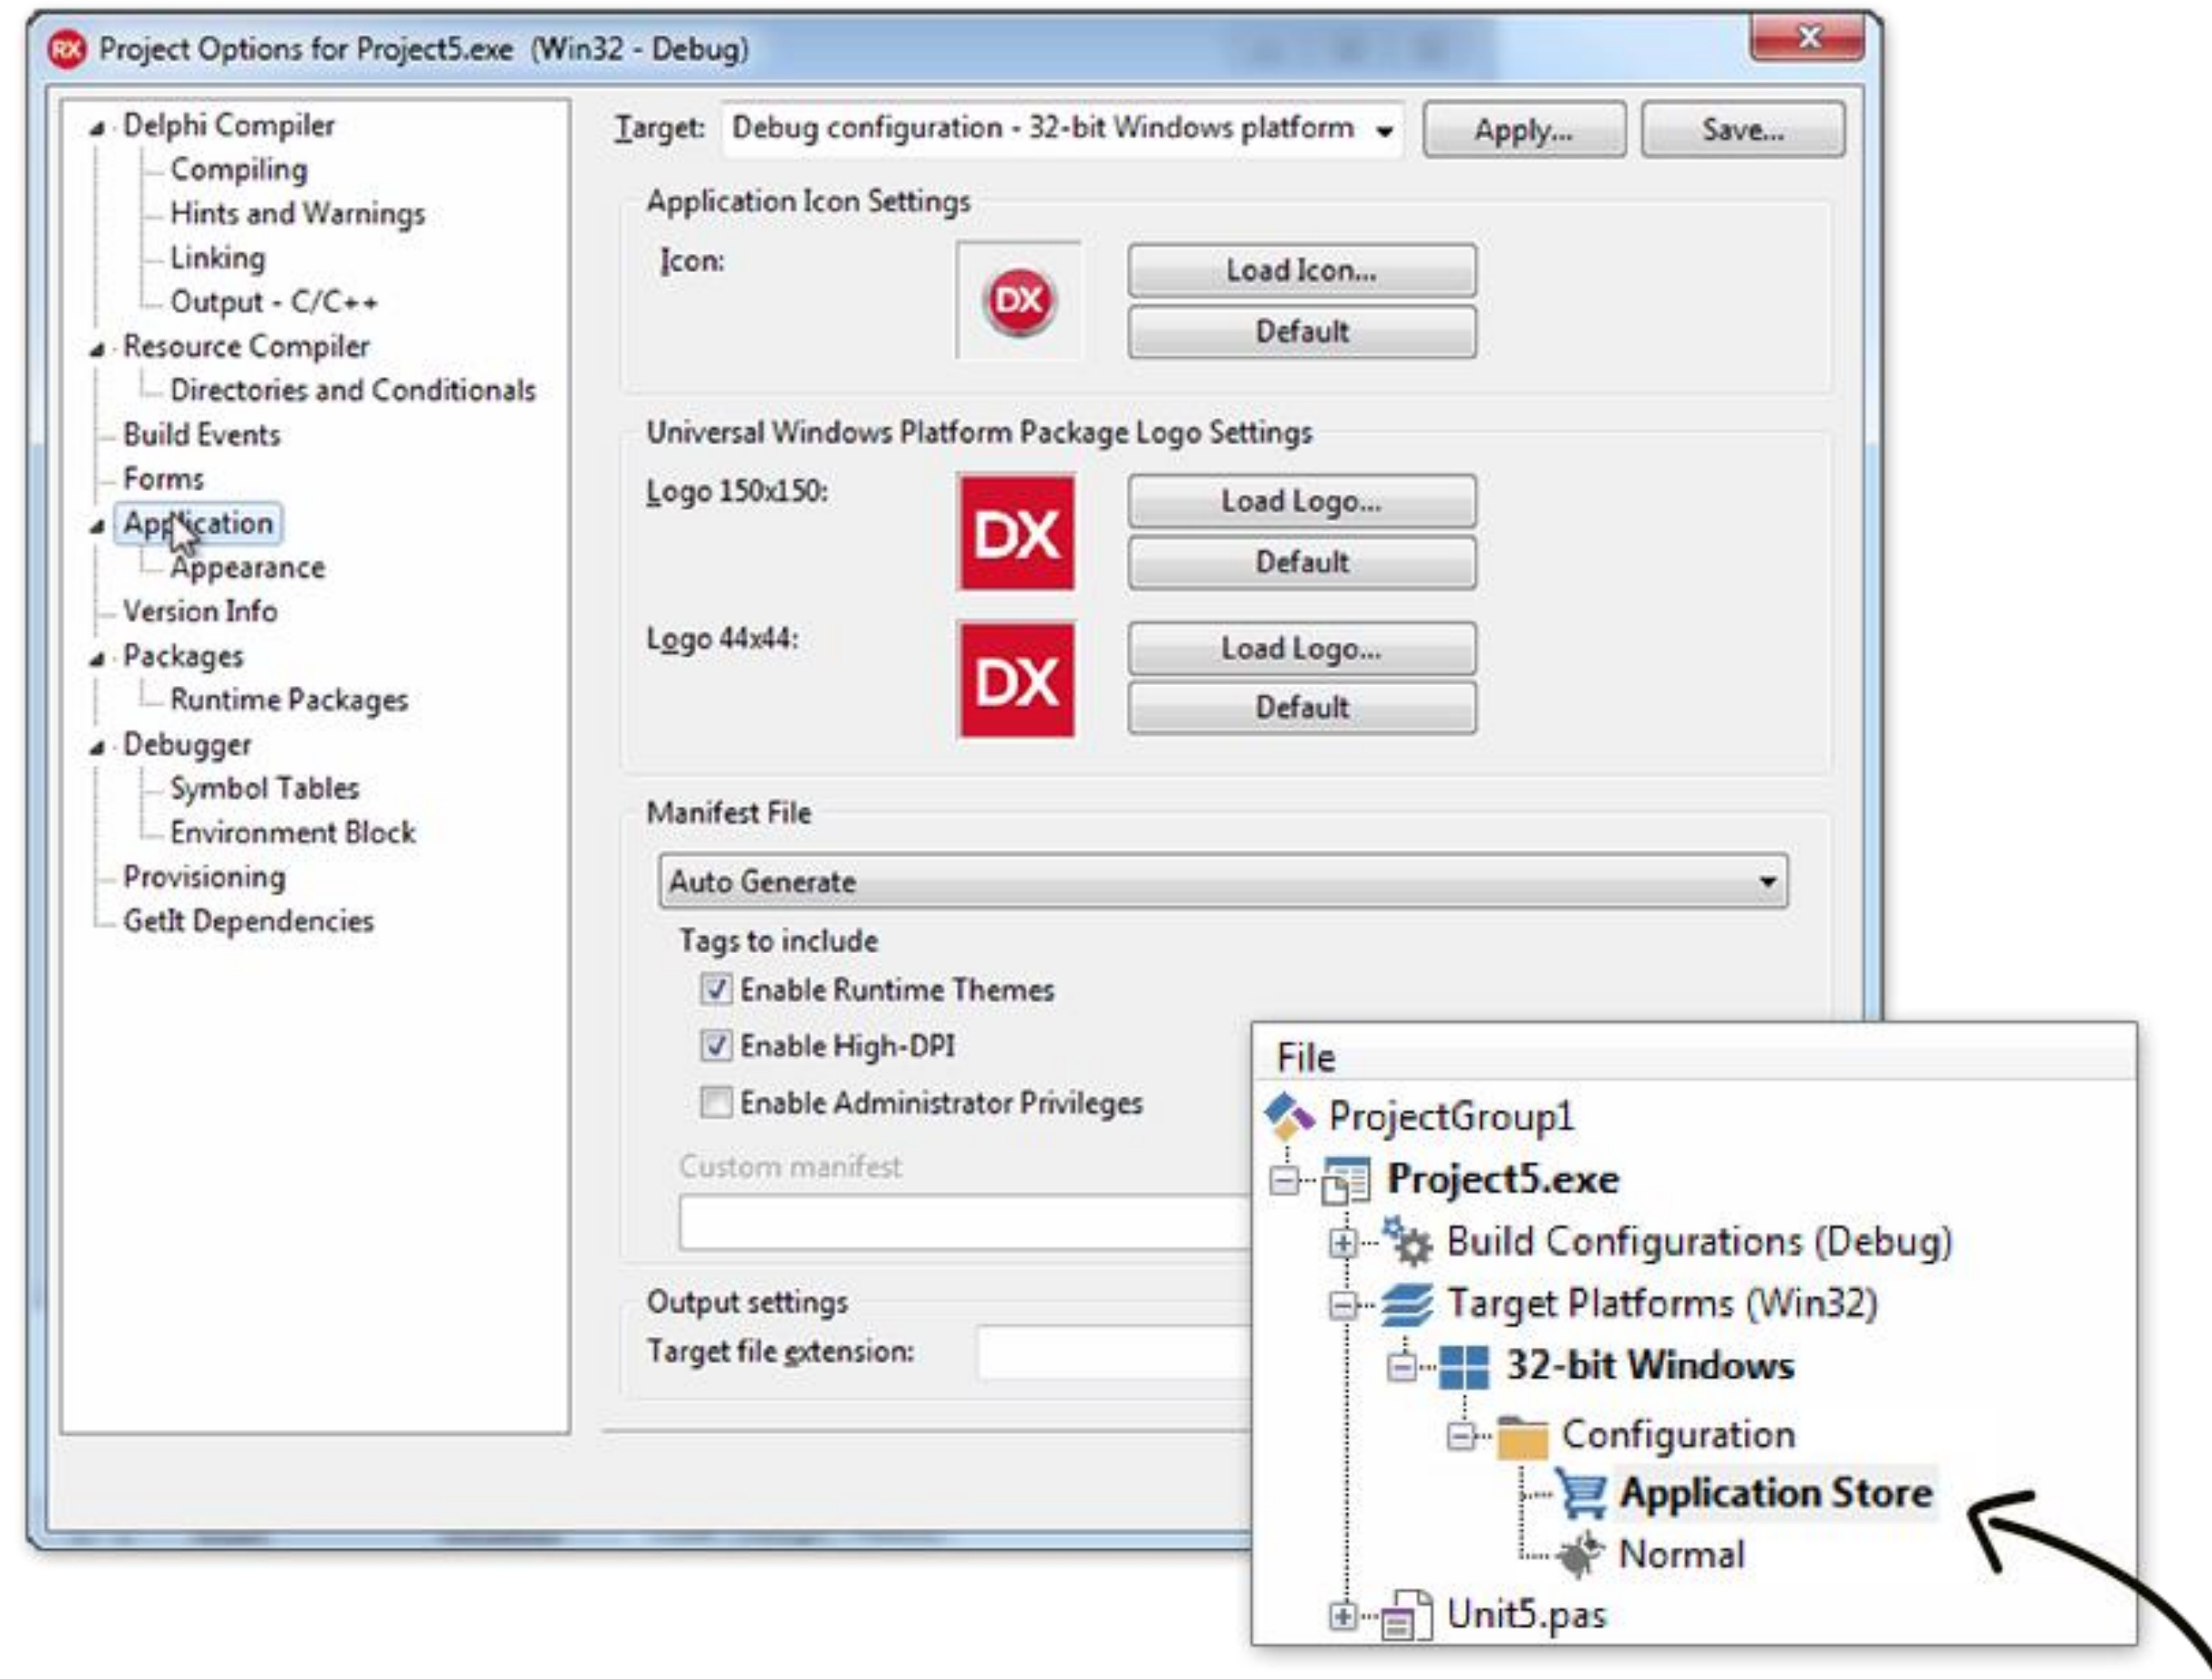 RX Project Options for Project5.exe (Win32 - Debug)
Delphi Compiler
Compiling
Hints and Warnings
Linking
Output - C/C++
Resource Compiler
Directories and Conditionals
Build Events
Forms
Application
Appearance
Version Info
Packages
Runtime Packages
Debugger
Symbol Tables
Environment Block
Provisioning
GetIt Dependencies
Target: Debug configuration - 32-bit Windows platform Apply... Save...
Application Icon Settings
Icon: DX Load Icon...
Default
Universal Windows Platform Package Logo Settings
Logo 150x150: DX Load Logo...
Default
Logo 44x44: DX Load Logo...
Default
Manifest File
Auto Generate
Tags to include
Enable Runtime Themes
Enable High-DPI
Enable Administrator Privileges
Custom manifest
Output settings
Target file extension:
File
ProjectGroup1
Project5.exe
Build Configurations (Debug)
Target Platforms (Win32)
32-bit Windows
Configuration
Application Store
Normal
Unit5.pas